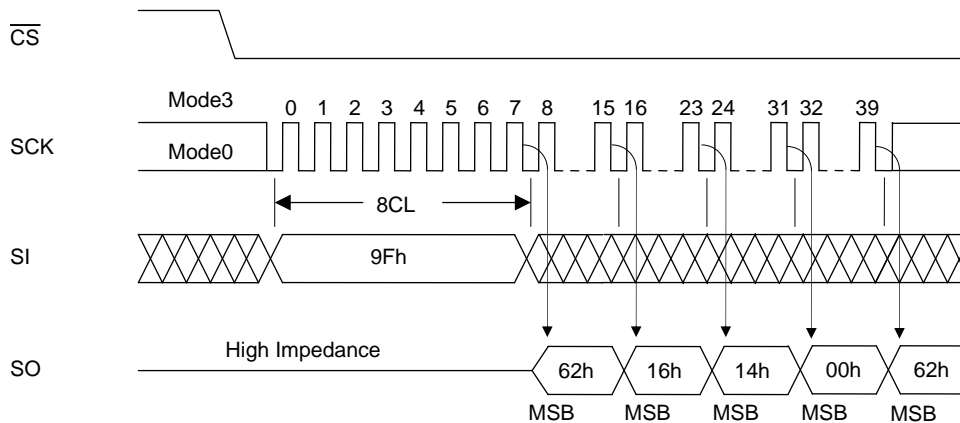 C̅S̅
Mode3
0 1 2 3 4 5 6 7 8 15 16 23 24 31 32 39
SCK
Mode0
8CL
SI
9Fh
High Impedance
SO
62h 16h 14h 00h 62h
MSB MSB MSB MSB MSB